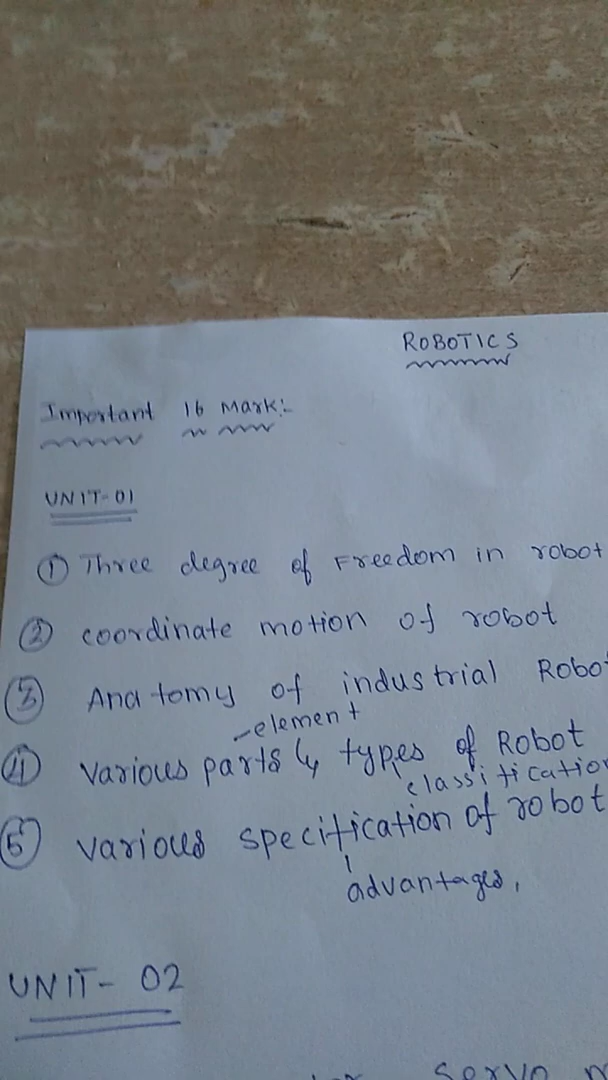 ROBOTICS
Important 16 Mark:-
UNIT-01
① Three degree of Freedom in robot
② coordinate motion of robot
③ Anatomy of industrial Robot
- element
④ Various parts & types of Robot
classification
⑤ various specification of robot
advantages,
UNIT- 02
servo